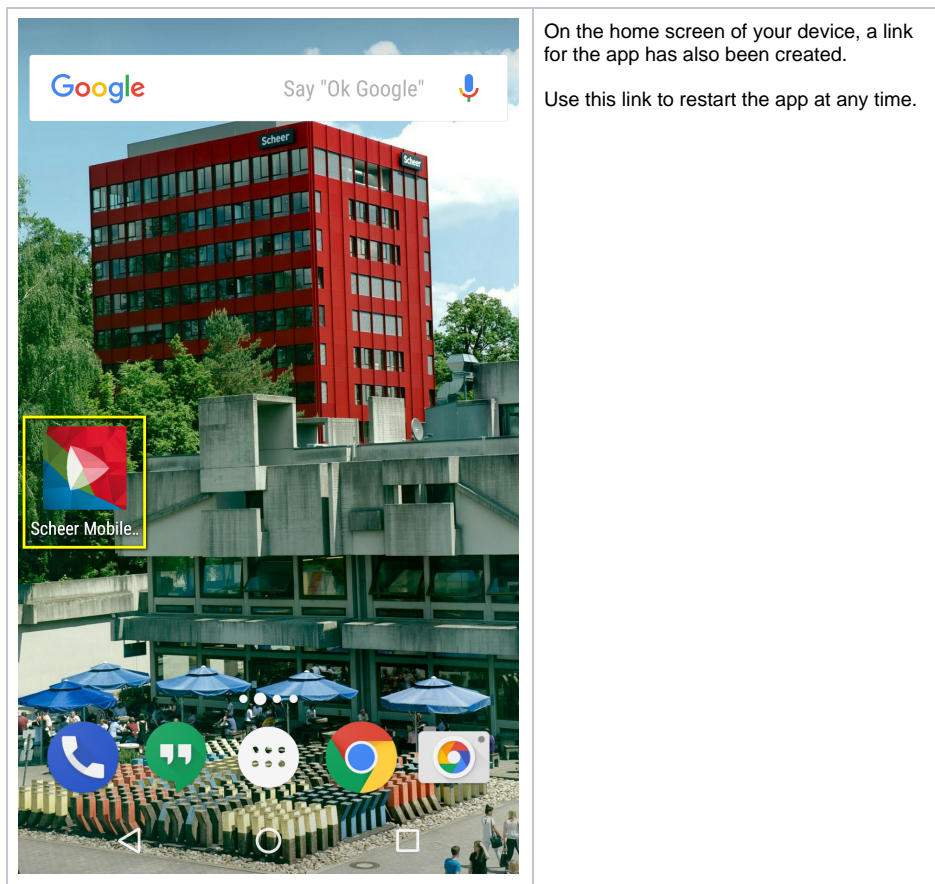 Google
Say "Ok Google"
Scheer
Scheer
Scheer Mobile..
On the home screen of your device, a link
for the app has also been created.
Use this link to restart the app at any time.